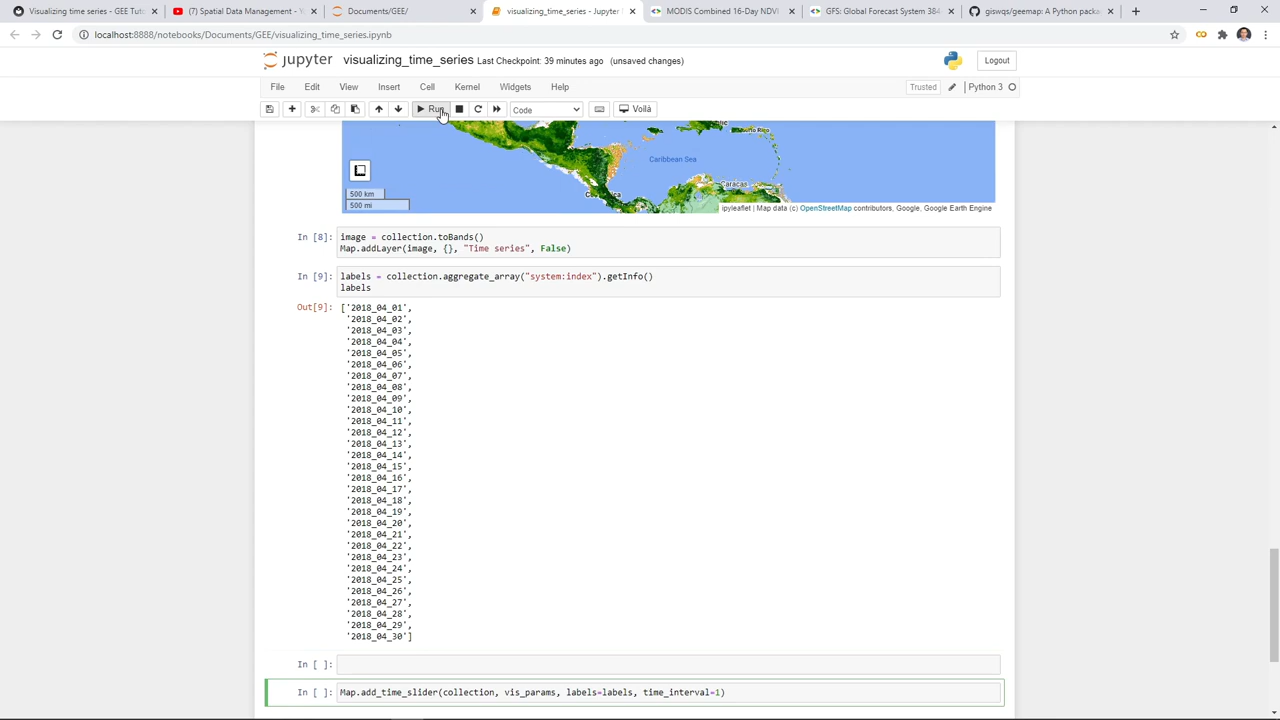 Visualizing time series - GEE Tuto
(7) Spatial Data Management - Y
Documents/GEE/
visualizing_time_series - Jupyter
MODIS Combined 16-Day NDVI
GFS: Global Forecast System 384-
giswqs/geemap: A Python packa
localhost:8888/notebooks/Documents/GEE/visualizing_time_series.ipynb
jupyter visualizing_time_series Last Checkpoint: 39 minutes ago (unsaved changes)
Logout
File Edit View Insert Cell Kernel Widgets Help
Trusted
Python 3
Run
Code
Voilà
Puerto Rico
Caribbean Sea
Caracas
500 km
500 mi
ipyleaflet | Map data (c) OpenStreetMap contributors, Google, Google Earth Engine
In [8]: image = collection.toBands()
Map.addLayer(image, {}, "Time series", False)
In [9]: labels = collection.aggregate_array("system:index").getInfo()
labels
Out[9]: ['2018_04_01',
'2018_04_02',
'2018_04_03',
'2018_04_04',
'2018_04_05',
'2018_04_06',
'2018_04_07',
'2018_04_08',
'2018_04_09',
'2018_04_10',
'2018_04_11',
'2018_04_12',
'2018_04_13',
'2018_04_14',
'2018_04_15',
'2018_04_16',
'2018_04_17',
'2018_04_18',
'2018_04_19',
'2018_04_20',
'2018_04_21',
'2018_04_22',
'2018_04_23',
'2018_04_24',
'2018_04_25',
'2018_04_26',
'2018_04_27',
'2018_04_28',
'2018_04_29',
'2018_04_30']
In [ ]:
In [ ]: Map.add_time_slider(collection, vis_params, labels=labels, time_interval=1)